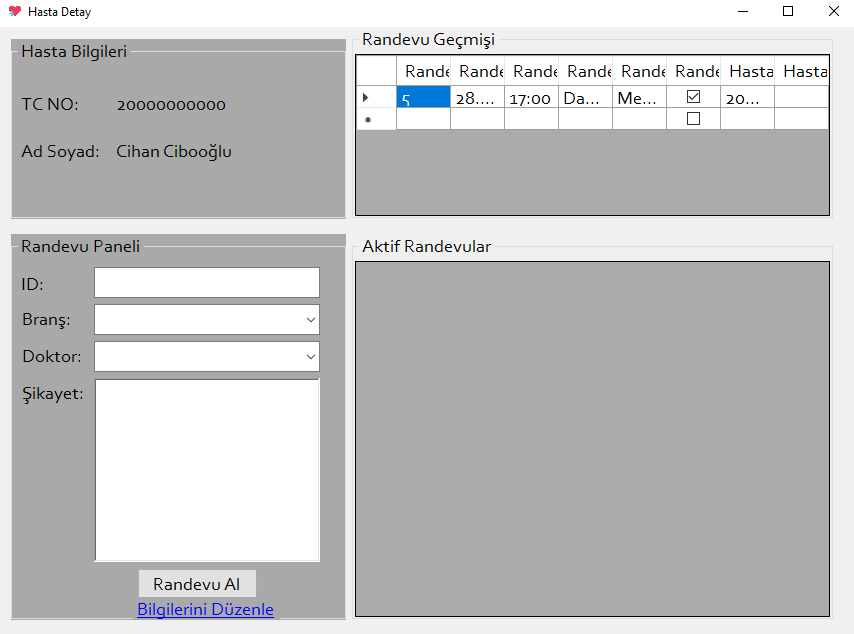 Hasta Detay
Hasta Bilgileri
TC NO: 20000000000
Ad Soyad: Cihan Cibooğlu
Randevu Geçmişi
Rande Rande Rande Rande Rande Rande Hasta Hasta
5 28.... 17:00 Da... Me... 20...
Randevu Paneli
ID:
Branş:
Doktor:
Şikayet:
Randevu Al
Bilgilerini Düzenle
Aktif Randevular